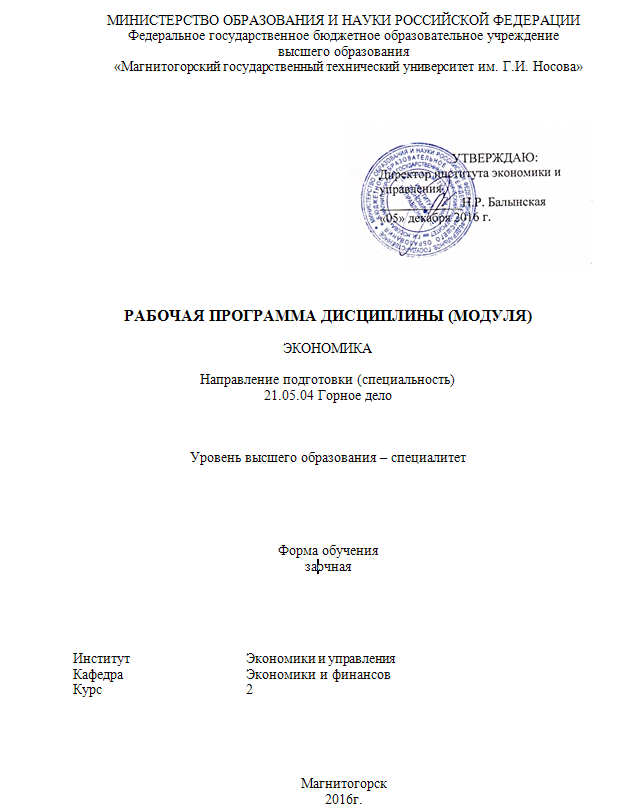 МИНИСТЕРСТВО ОБРАЗОВАНИЯ И НАУКИ РОССИЙСКОЙ ФЕДЕРАЦИИ
Федеральное государственное бюджетное образовательное учреждение
высшего образования
«Магнитогорский государственный технический университет им. Г.И. Носова»
УТВЕРЖДАЮ:
Директор института экономики и
управления
Н.Р. Балынская
«05» декабря 2016 г.
РАБОЧАЯ ПРОГРАММА ДИСЦИПЛИНЫ (МОДУЛЯ)
ЭКОНОМИКА
Направление подготовки (специальность)
21.05.04 Горное дело
Уровень высшего образования – специалитет
Форма обучения
заочная
Институт Экономики и управления
Кафедра Экономики и финансов
Курс 2
Магнитогорск
2016г.